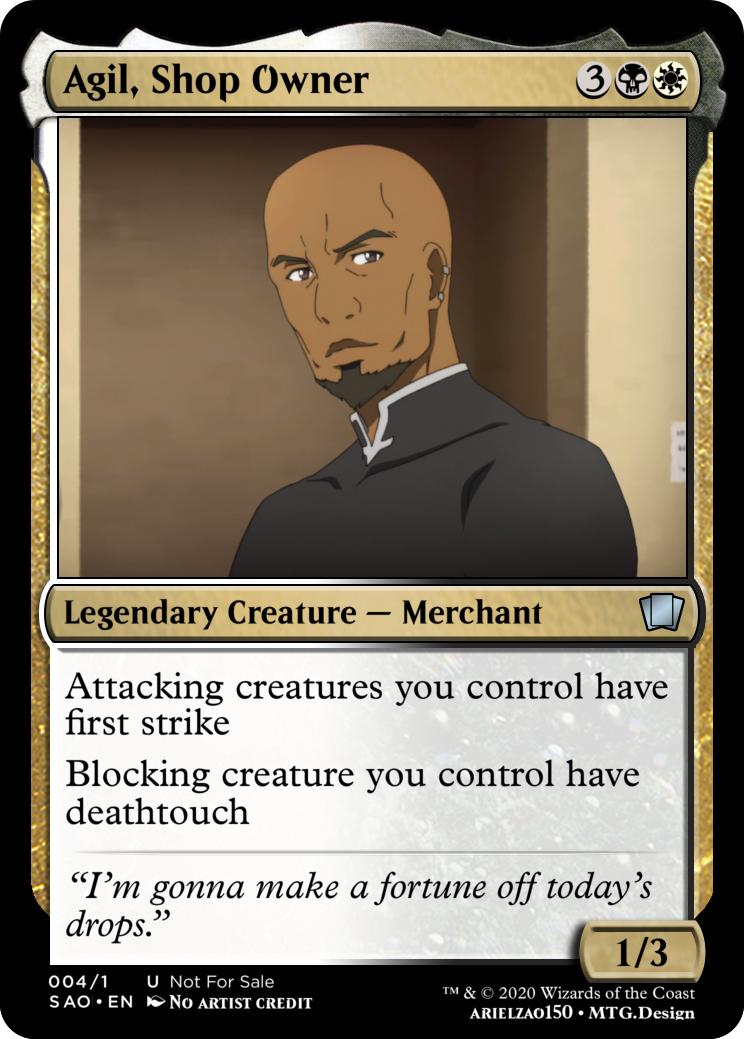 Agil, Shop Owner 3
Legendary Creature — Merchant
Attacking creatures you control have
first strike
Blocking creature you control have
deathtouch
“I’m gonna make a fortune off today’s
drops.”
1/3
004/1 U Not For Sale
SAO • EN No artist credit
™ & © 2020 Wizards of the Coast
ARIELZAO150 • MTG.Design